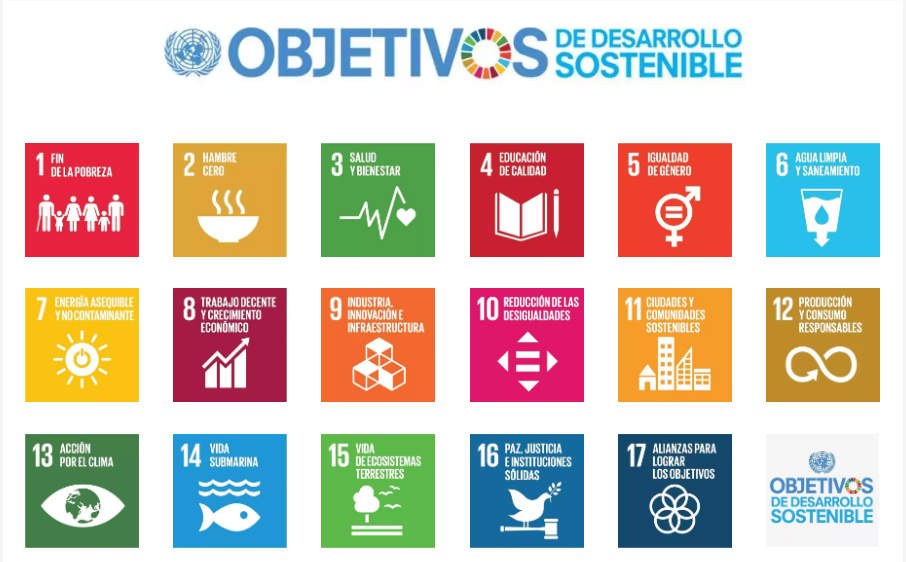 OBJETIVOS
DE DESARROLLO
SOSTENIBLE
1 FIN
DE LA POBREZA
2 HAMBRE
CERO
3 SALUD
Y BIENESTAR
4 EDUCACIÓN
DE CALIDAD
5 IGUALDAD
DE GÉNERO
6 AGUA LIMPIA
Y SANEAMIENTO
7 ENERGÍA ASEQUIBLE
Y NO CONTAMINANTE
8 TRABAJO DECENTE
Y CRECIMIENTO
ECONÓMICO
9 INDUSTRIA,
INNOVACIÓN E
INFRAESTRUCTURA
10 REDUCCIÓN DE LAS
DESIGUALDADES
11 CIUDADES Y
COMUNIDADES
SOSTENIBLES
12 PRODUCCIÓN
Y CONSUMO
RESPONSABLES
13 ACCIÓN
POR EL CLIMA
14 VIDA
SUBMARINA
15 VIDA
DE ECOSISTEMAS
TERRESTRES
16 PAZ, JUSTICIA
E INSTITUCIONES
SÓLIDAS
17 ALIANZAS PARA
LOGRAR
LOS OBJETIVOS
OBJETIVOS
DE DESARROLLO
SOSTENIBLE